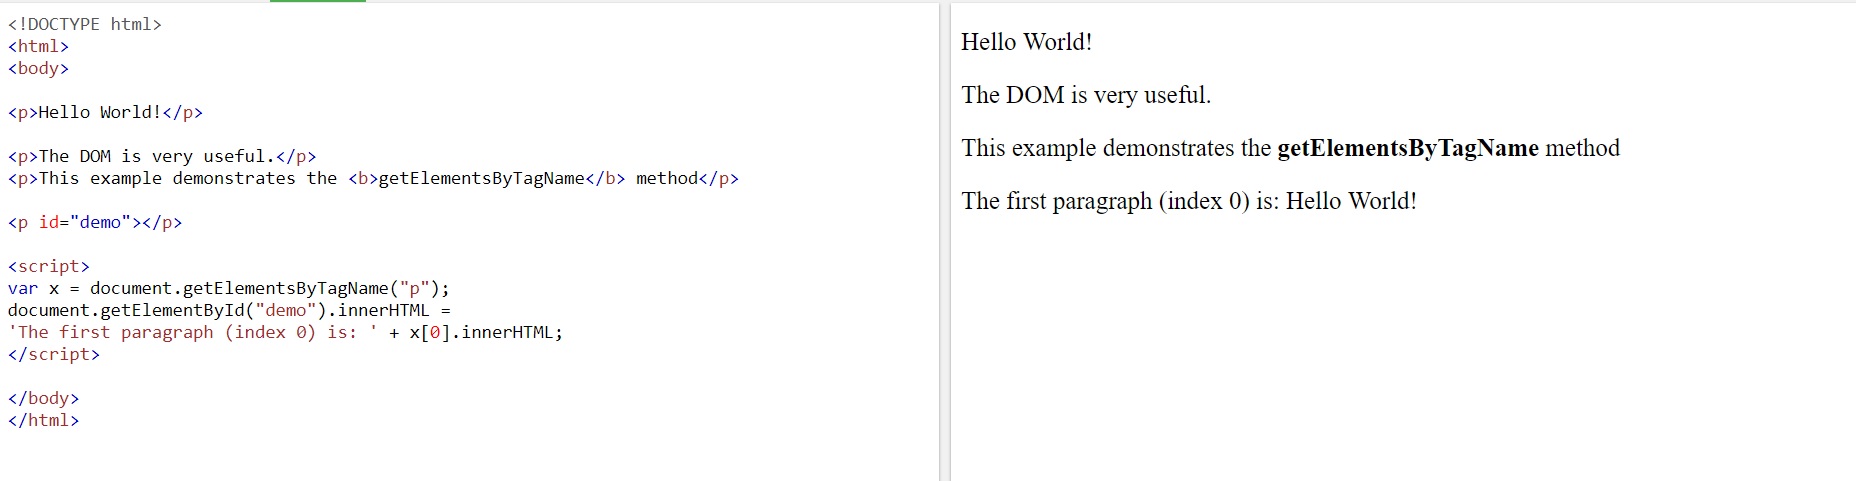 <!DOCTYPE html>
<html>
<body>
<p>Hello World!</p>
<p>The DOM is very useful.</p>
<p>This example demonstrates the <b>getElementsByTagName</b> method</p>
<p id="demo"></p>
<script>
var x = document.getElementsByTagName("p");
document.getElementById("demo").innerHTML =
'The first paragraph (index 0) is: ' + x[0].innerHTML;
</script>
</body>
</html>
Hello World!
The DOM is very useful.
This example demonstrates the getElementsByTagName method
The first paragraph (index 0) is: Hello World!